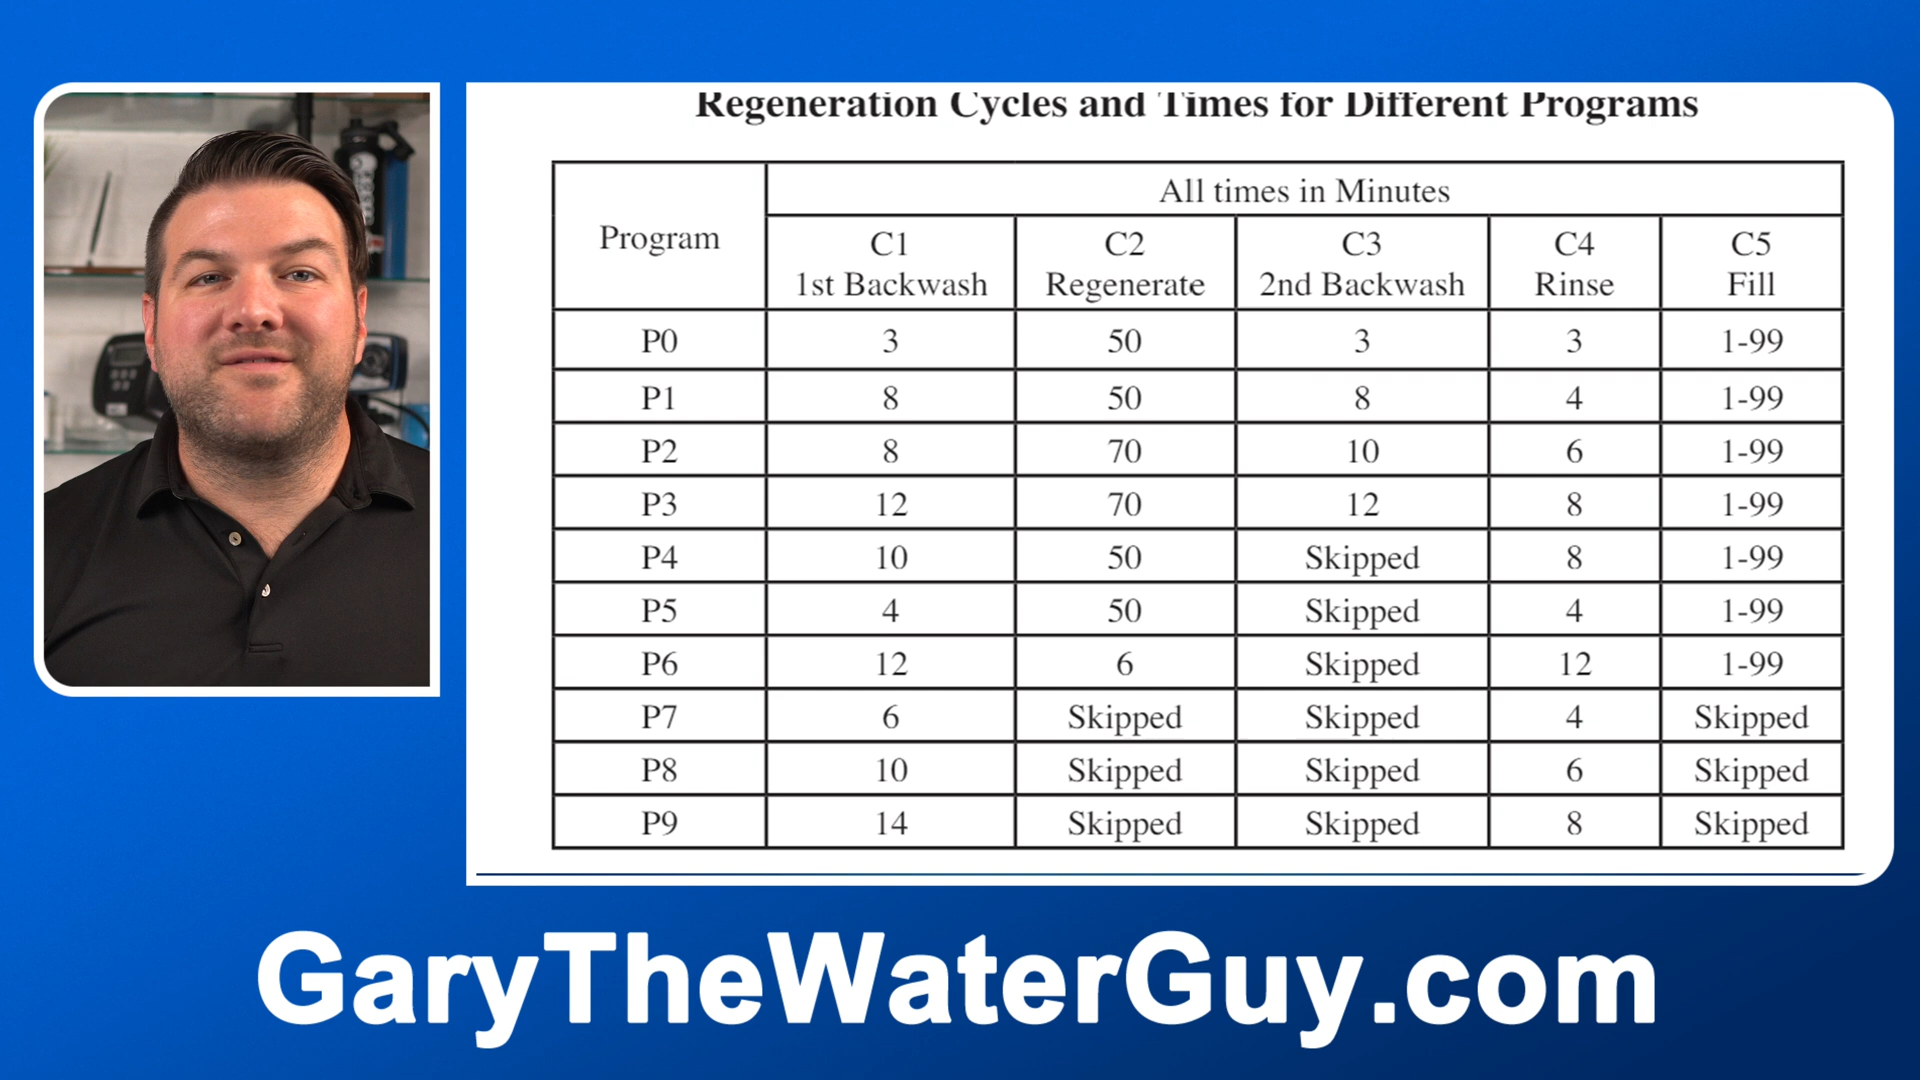 Regeneration Cycles and Times for Different Programs
Program
All times in Minutes
C1 C2 C3 C4 C5
1st Backwash Regenerate 2nd Backwash Rinse Fill
P0 3 50 3 3 1-99
P1 8 50 8 4 1-99
P2 8 70 10 6 1-99
P3 12 70 12 8 1-99
P4 10 50 Skipped 8 1-99
P5 4 50 Skipped 4 1-99
P6 12 6 Skipped 12 1-99
P7 6 Skipped Skipped 4 Skipped
P8 10 Skipped Skipped 6 Skipped
P9 14 Skipped Skipped 8 Skipped
GaryTheWaterGuy.com